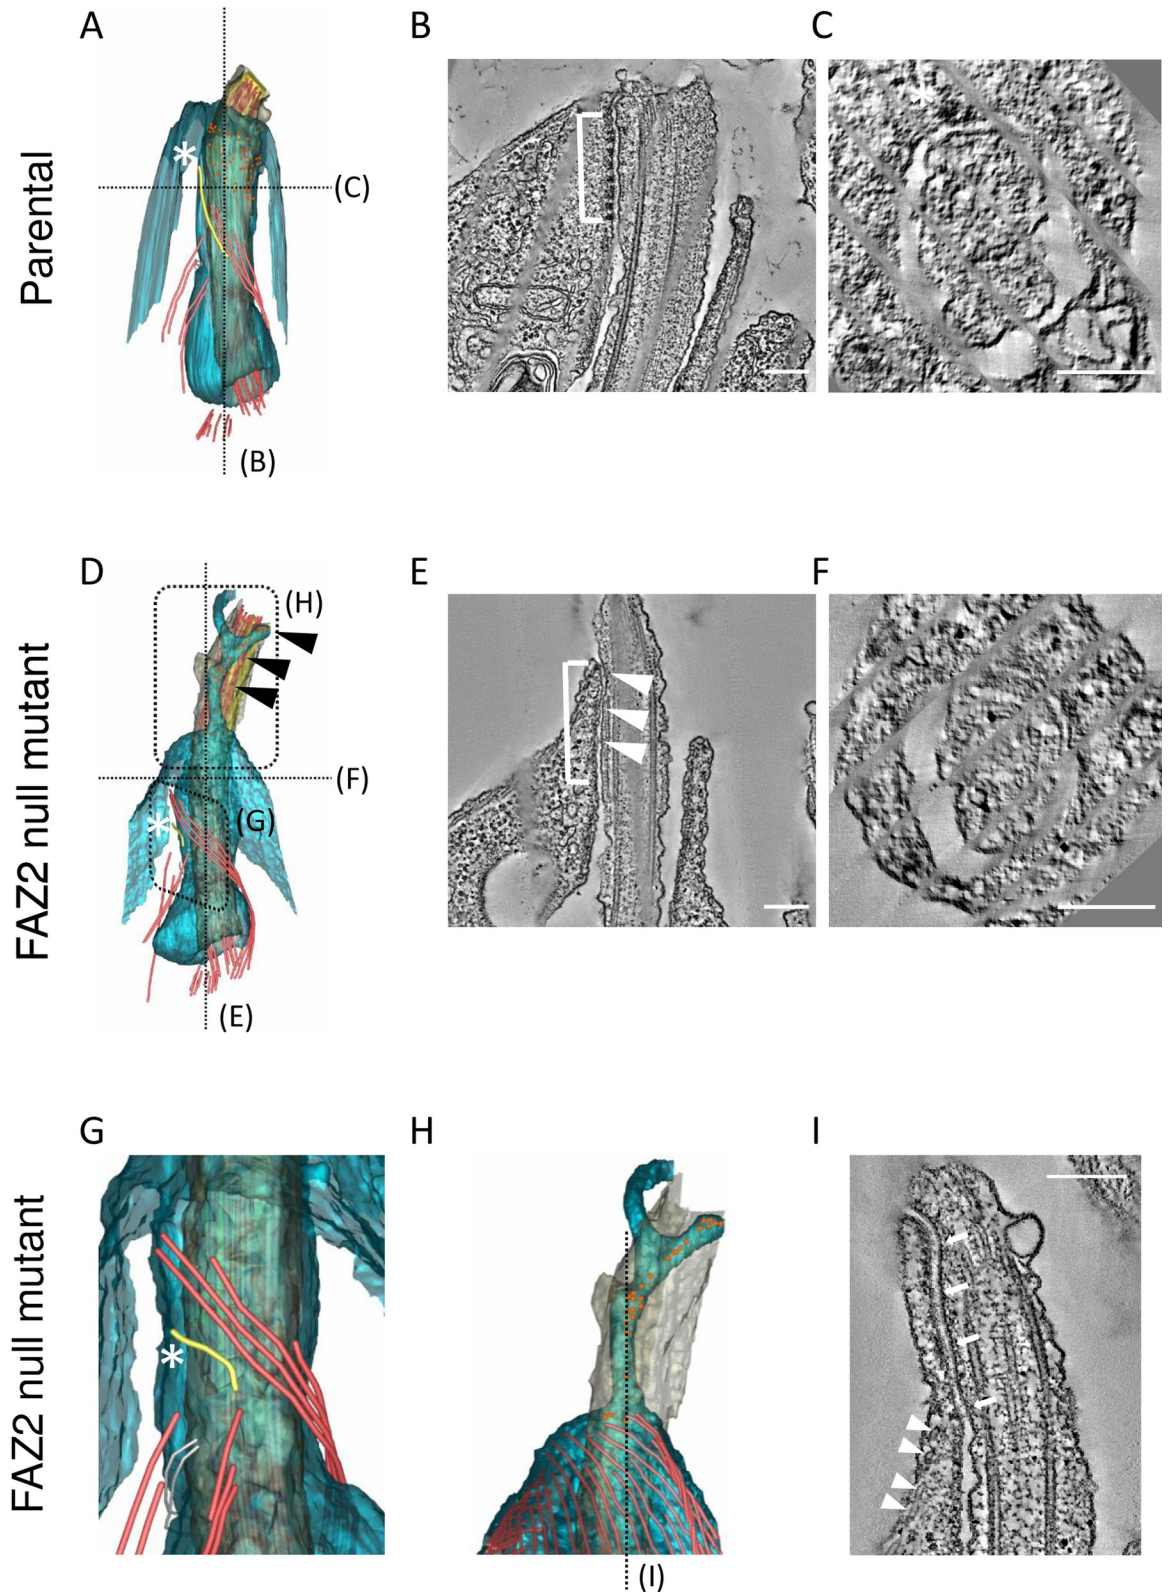 A
B
C
Parental
*
(C)
(B)
*
D
E
F
FAZ2 null mutant
(H)
(F)
(G)
*
(E)
G
H
I
FAZ2 null mutant
*
(I)